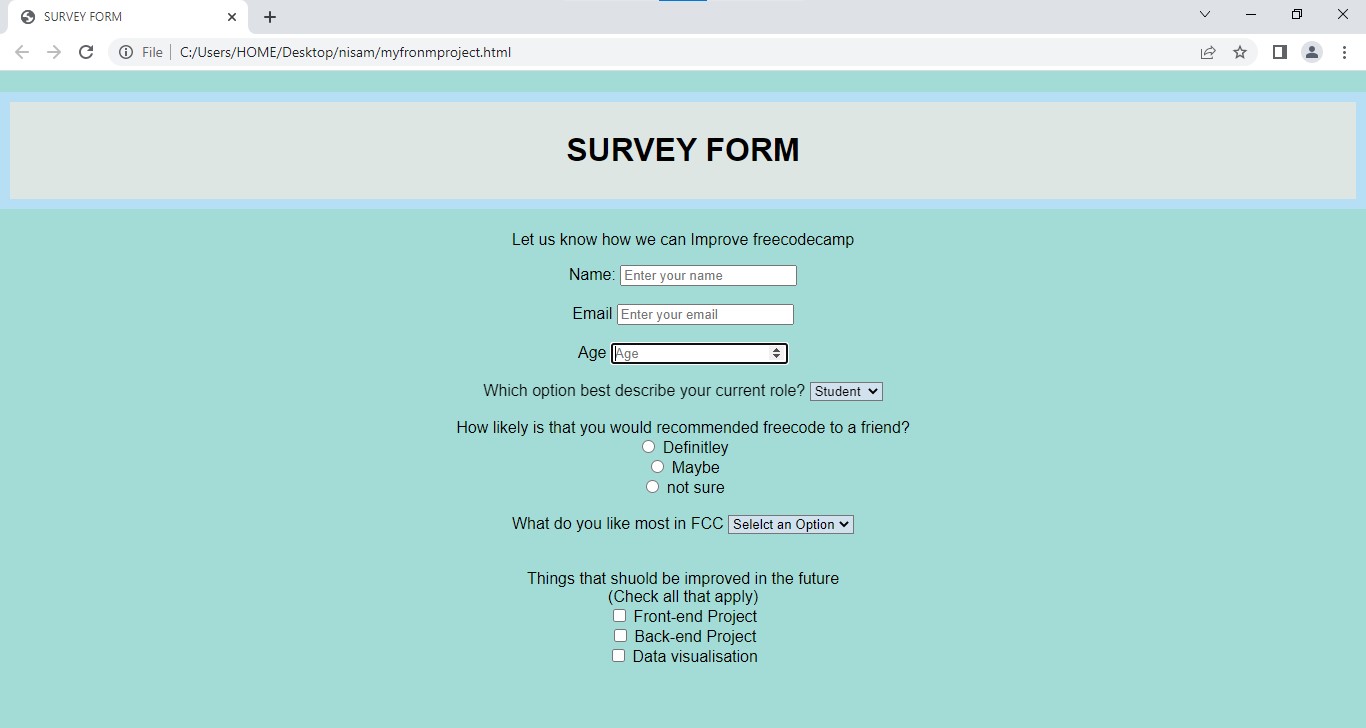 SURVEY FORM
File C:/Users/HOME/Desktop/nisam/myfronmproject.html
SURVEY FORM
Let us know how we can Improve freecodecamp
Name: Enter your name
Email Enter your email
Age Age
Which option best describe your current role? Student
How likely is that you would recommended freecode to a friend?
Definitley
Maybe
not sure
What do you like most in FCC Selelct an Option
Things that shuold be improved in the future
(Check all that apply)
Front-end Project
Back-end Project
Data visualisation